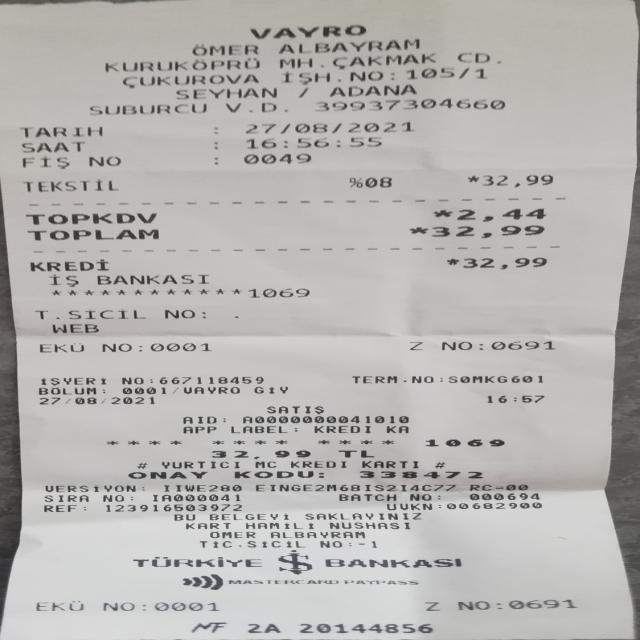 VAYRO
ÖMER ALBAYRAM
KURUKÖPRÜ MH.ÇAKMAK CD.
ÇUKUROVA İŞH.NO:105/1
SEYHAN / ADANA
SUBURCU V.D. 39937304660
TARIH : 27/08/2021
SAAT : 16:56:55
FİŞ NO : 0049
TEKSTİL %08 *32,99
TOPKDV *2,44
TOPLAM *32,99
KREDİ *32,99
İŞ BANKASI
************1069
T.SICIL NO: .
WEB
EKÜ NO:0001 Z NO:0691
ISYERI NO:667118459 TERM.NO:S0MKG601
BOLUM: 0001/VAYRO GIY
27/08/2021 16:57
SATIS
AID: A0000000041010
APP LABEL: KREDI KA
**** **** **** 1069
32,99 TL
# YURTICI MC KREDI KARTI #
ONAY KODU: 338472
VERSIYON: IIWE280 EINGE2M68IS2I4C77 RC-00
SIRA NO: IA000041 BATCH NO: 000694
REF: 123916503972 UVKN:00682900
BU BELGEYI SAKLAYINIZ
KART HAMILI NUSHASI
OMER ALBAYRAM
TIC.SICIL NO:-1
TÜRKİYE İŞ BANKASI
MASTERCARD PAYPASS
EKÜ NO:0001 Z NO:0691
MF 2A 20144856